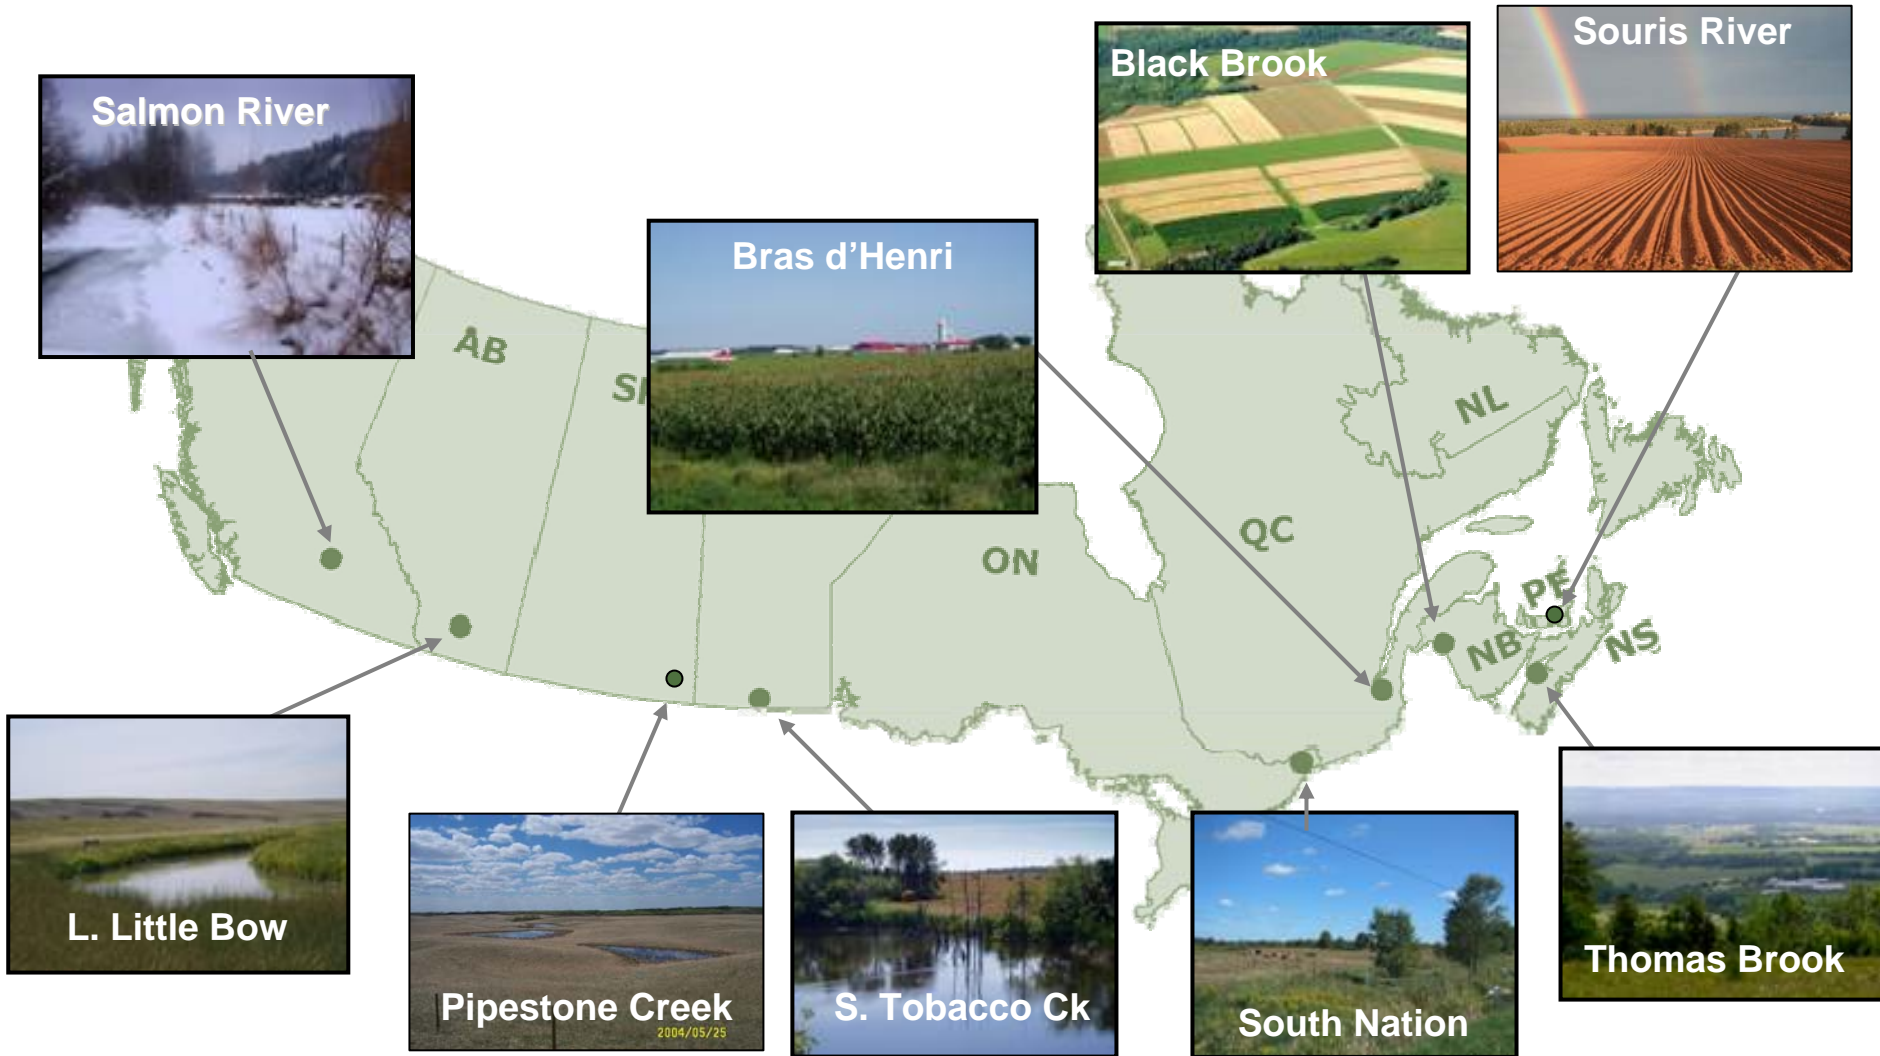 Souris River
Black Brook
Salmon River
Bras d'Henri
AB
NL
QC
ON
PE
NB
NS
L. Little Bow
Thomas Brook
Pipestone Creek
S. Tobacco Ck
South Nation
2004/05/25